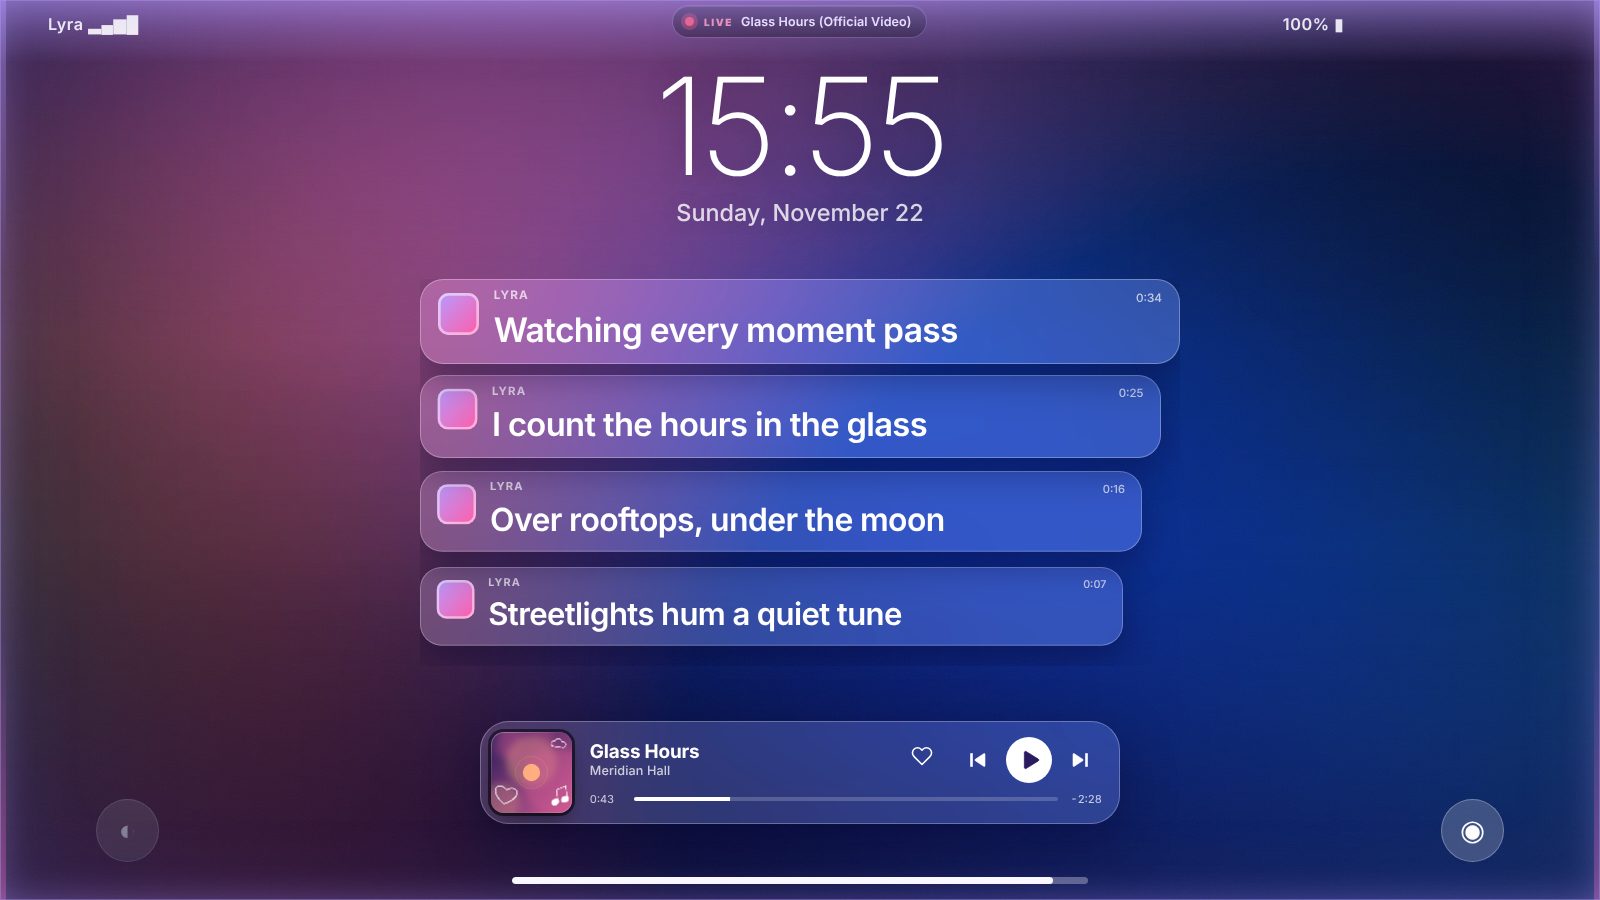 Lyra
LIVE Glass Hours (Official Video)
100%
15:55
Sunday, November 22
LYRA
0:34
Watching every moment pass
LYRA
0:25
I count the hours in the glass
LYRA
0:16
Over rooftops, under the moon
LYRA
0:07
Streetlights hum a quiet tune
Glass Hours
Meridian Hall
0:43
-2:28